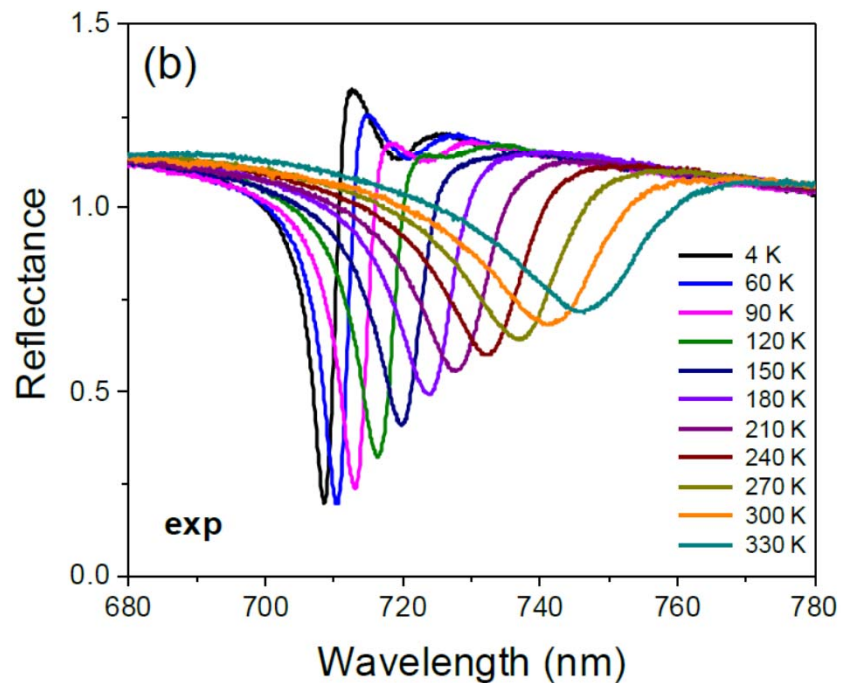 (b)
Reflectance
1.5
1.0
0.5
0.0
4 K
60 K
90 K
120 K
150 K
180 K
210 K
240 K
270 K
300 K
330 K
exp
680
700
720
740
760
780
Wavelength (nm)